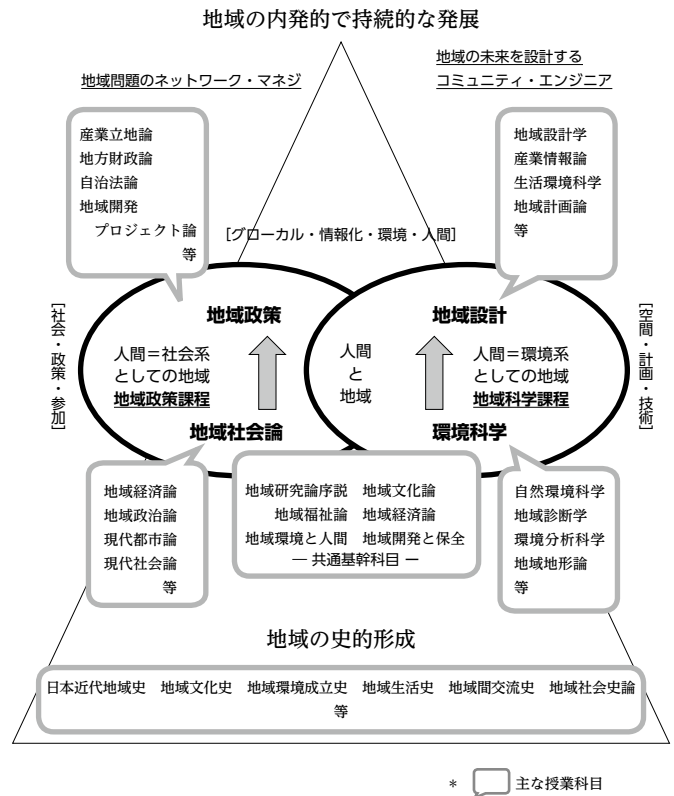 地域の内発的で持続的な発展
地域問題のネットワーク・マネジ
地域の未来を設計する
コミュニティ・エンジニア
産業立地論
地方財政論
自治法論
地域開発
プロジェクト論
等
地域設計学
産業情報論
生活環境科学
地域計画論
等
[グローカル・情報化・環境・人間]
[社会・政策・参加]
地域政策
人間＝社会系
としての地域
地域政策課程
地域社会論
人間
と
地域
地域設計
人間＝環境系
としての地域
地域科学課程
環境科学
[空間・計画・技術]
地域経済論
地域政治論
現代都市論
現代社会論
等
地域研究論序説 地域文化論
地域福祉論 地域経済論
地域環境と人間 地域開発と保全
― 共通基幹科目 ―
自然環境科学
地域診断学
環境分析科学
地域地形論
等
地域の史的形成
日本近代地域史 地域文化史 地域環境成立史 地域生活史 地域間交流史 地域社会史論
等
* 主な授業科目